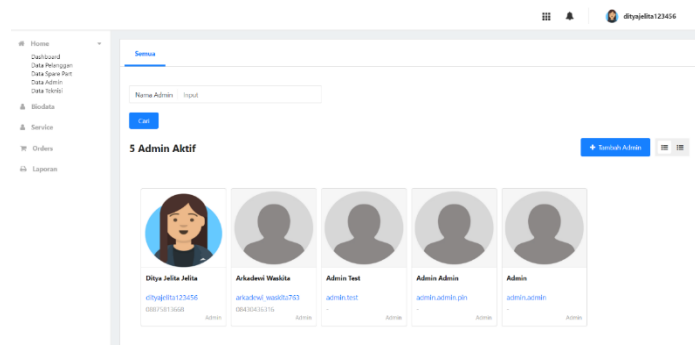 dityajelita123456
Home
Dashboard
Data Pelanggan
Data Spare Part
Data Admin
Data Teknisi
Biodata
Service
Orders
Laporan
Semua
Nama Admin Input
Cari
5 Admin Aktif
+ Tambah Admin
Ditya Jelita Jelita
dityajelita123456
Admin
Arkadewi Waskita
arkadewi_waskita763
08430436316
Admin
Admin Test
admin.test
-
Admin
Admin Admin
admin.admin.pin
-
Admin
Admin
admin.admin
-
Admin